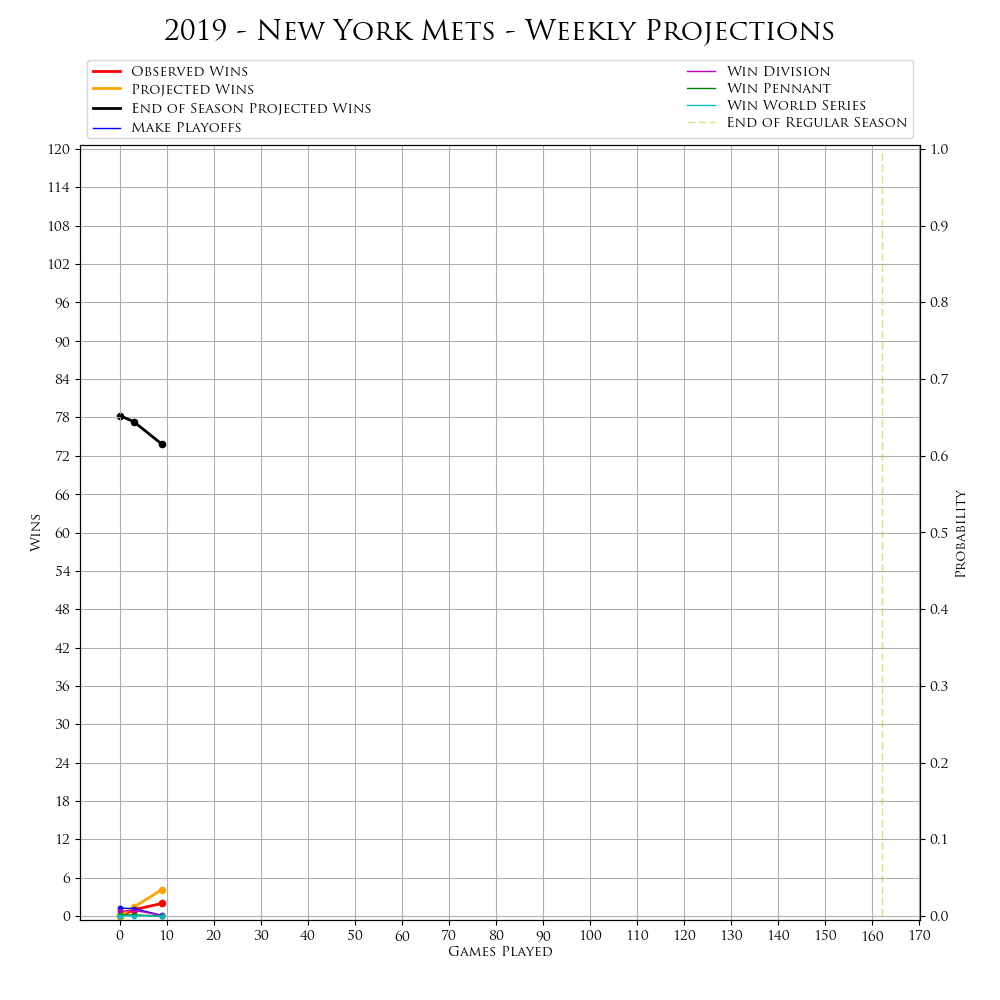 2019 - New York Mets - Weekly Projections
Observed Wins
Projected Wins
End of Season Projected Wins
Make Playoffs
Win Division
Win Pennant
Win World Series
End of Regular Season
120
114
108
102
96
90
84
78
72
66
60
54
48
42
36
30
24
18
12
6
0
Wins
1.0
0.9
0.8
0.7
0.6
0.5
0.4
0.3
0.2
0.1
0.0
Probability
0 10 20 30 40 50 60 70 80 90 100 110 120 130 140 150 160 170
Games Played